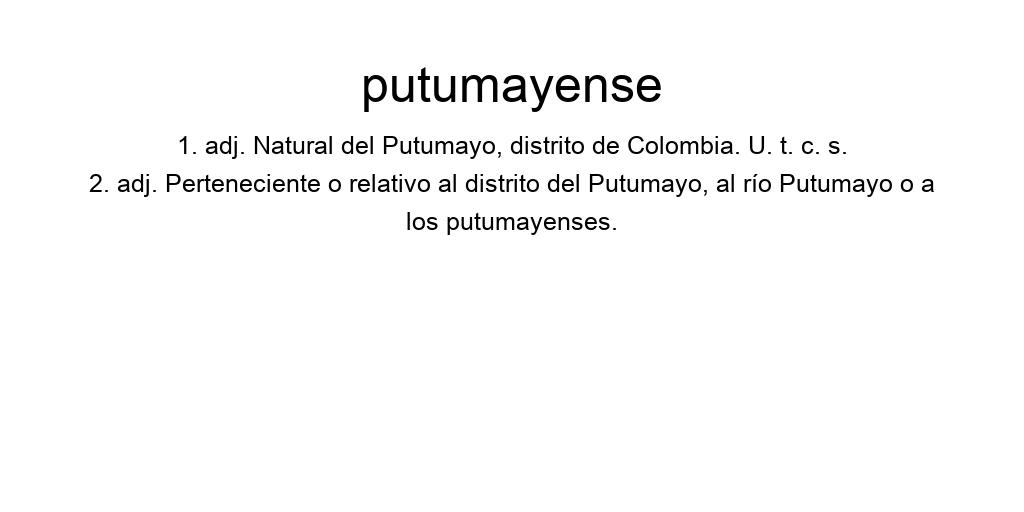 putumayense
1. adj. Natural del Putumayo, distrito de Colombia. U. t. c. s.
2. adj. Perteneciente o relativo al distrito del Putumayo, al río Putumayo o a
los putumayenses.